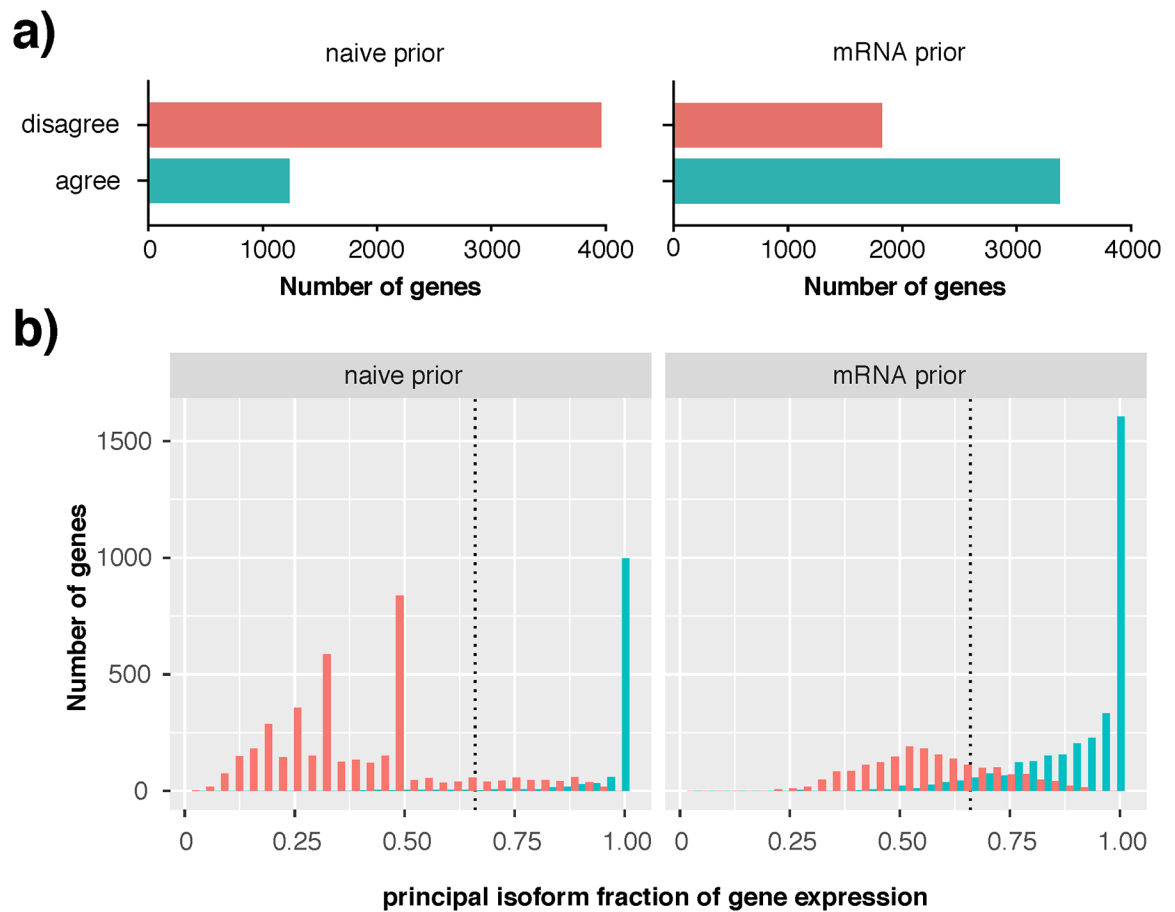 a)
naive prior
mRNA prior
disagree
agree
0 1000 2000 3000 4000
0 1000 2000 3000 4000
Number of genes
Number of genes
b)
naive prior
mRNA prior
Number of genes
1500
1000
500
0
0 0.25 0.50 0.75 1.00
0 0.25 0.50 0.75 1.00
principal isoform fraction of gene expression